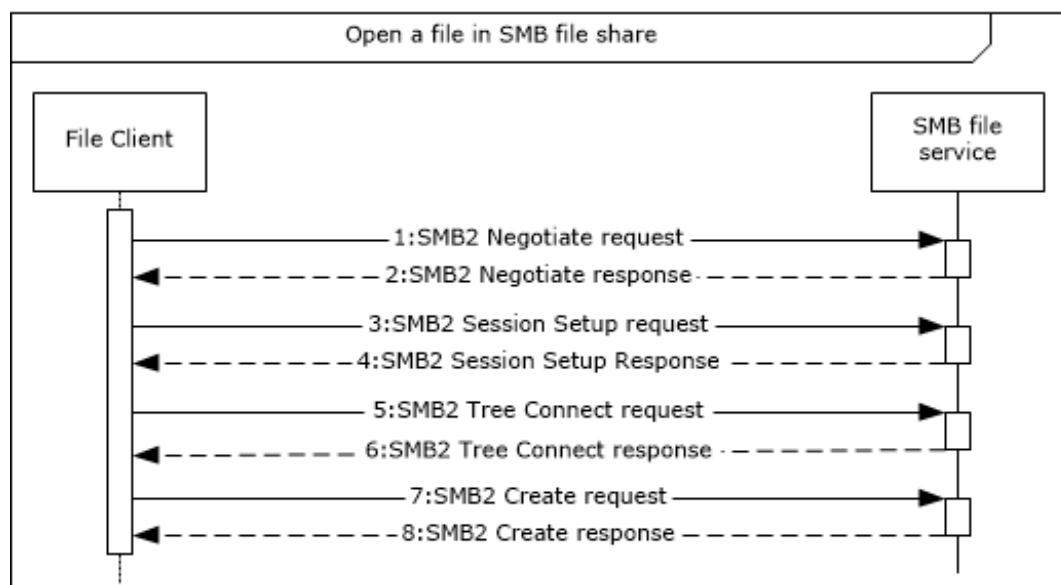 Open a file in SMB file share
File Client
SMB file
service
1:SMB2 Negotiate request
2:SMB2 Negotiate response
3:SMB2 Session Setup request
4:SMB2 Session Setup Response
5:SMB2 Tree Connect request
6:SMB2 Tree Connect response
7:SMB2 Create request
8:SMB2 Create response